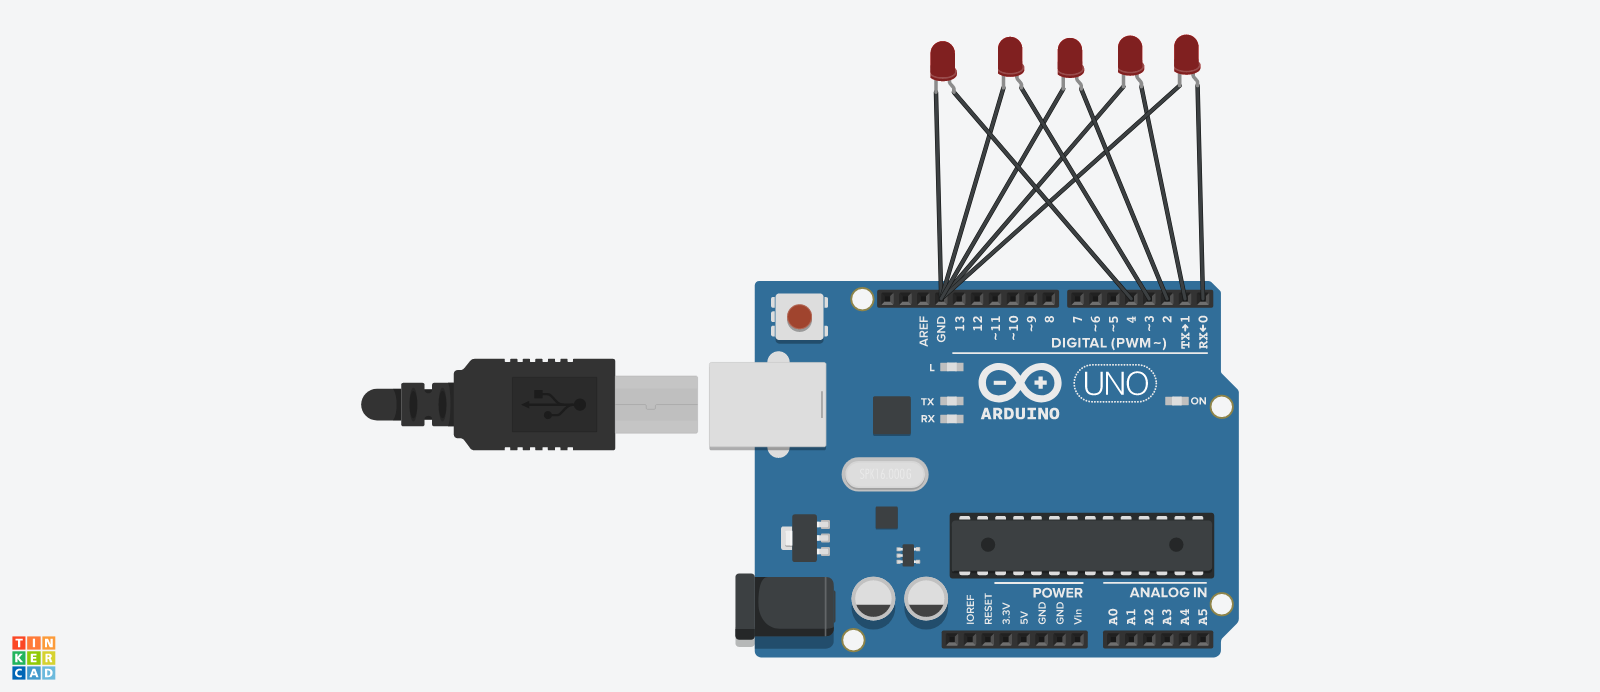 AREF
GND
13
12
~11
~10
~9
8
7
~6
~5
4
~3
2
TX→1
RX←0
DIGITAL (PWM~)
L
TX
RX
ARDUINO
UNO
ON
SPK16.000G
POWER
ANALOG IN
IOREF
RESET
3.3V
5V
GND
GND
Vin
A0
A1
A2
A3
A4
A5
TIN
KER
CAD